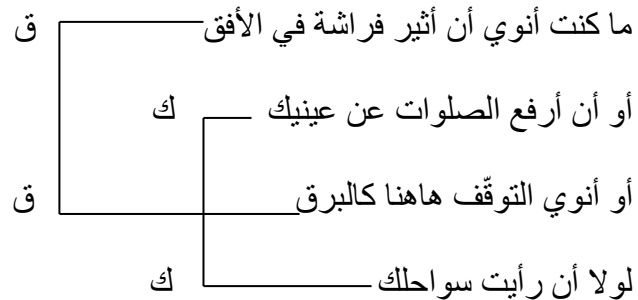 ما كنت أنوي أن أثير فراشة في الأفق ق
أو أن أرفع الصلوات عن عينيك ك
أو أنوي التوقّف هاهنا كالبرق ق
لولا أن رأيت سواحلك ك